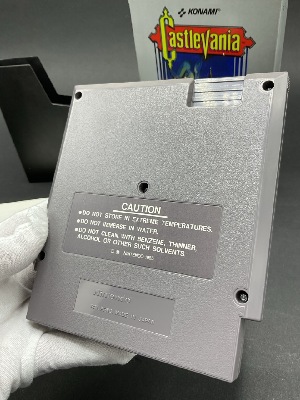 KONAMI
Castlevania
CAUTION
●DO NOT STORE IN EXTREME TEMPERATURES.
●DO NOT IMMERSE IN WATER.
●DO NOT CLEAN WITH BENZENE, THINNER
ALCOHOL OR OTHER SUCH SOLVENTS.